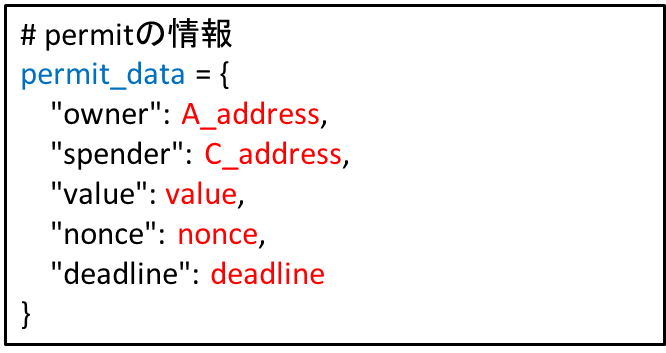 # permitの情報
permit_data = {
"owner": A_address,
"spender": C_address,
"value": value,
"nonce": nonce,
"deadline": deadline
}